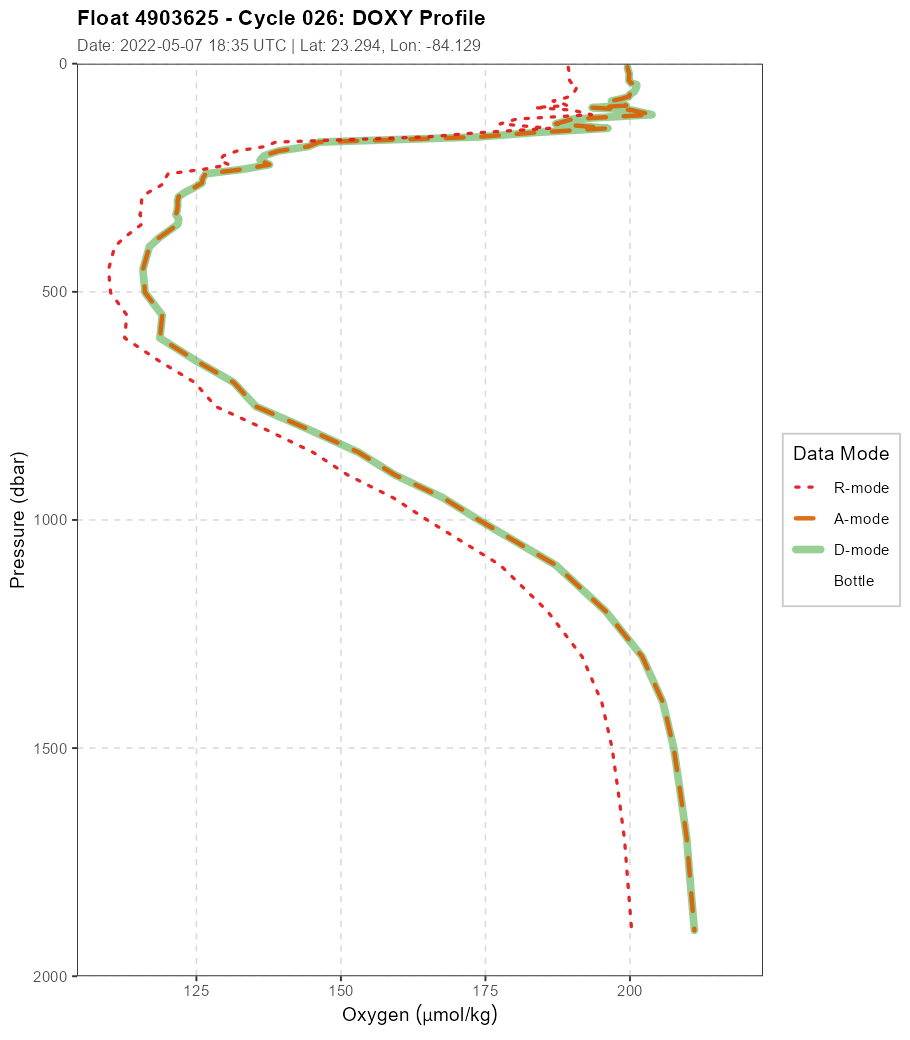 Float 4903625 - Cycle 026: DOXY Profile
Date: 2022-05-07 18:35 UTC | Lat: 23.294, Lon: -84.129
0
500
1000
1500
2000
Pressure (dbar)
125
150
175
200
Oxygen (μmol/kg)
Data Mode
R-mode
A-mode
D-mode
Bottle